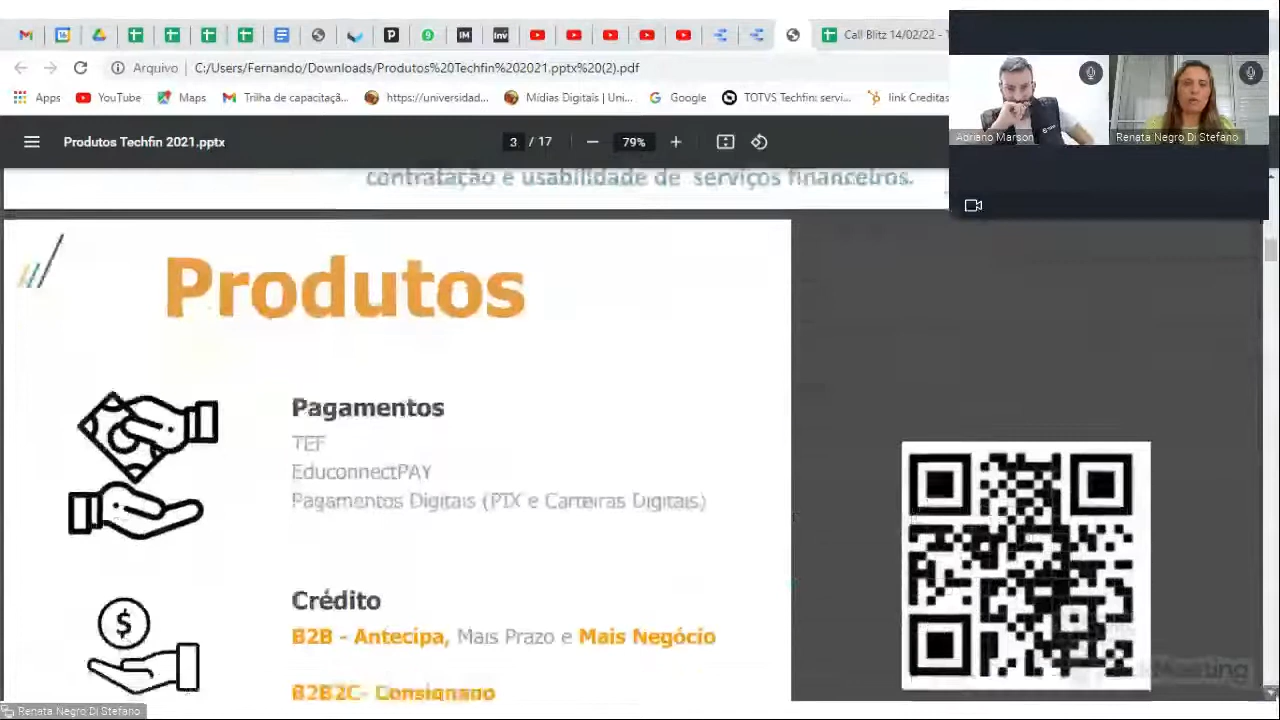 Call Blitz 14/02/22 -
Arquivo
C:/Users/Fernando/Downloads/Produtos%20Techfin%202021.pptx%20(2).pdf
Apps
YouTube
Maps
Trilha de capacitaçã...
https://universidad...
Mídias Digitais | Uni...
Google
TOTVS Techfin: servi...
link Creditas
Adriano Marson
Renata Negro Di Stefano
Produtos Techfin 2021.pptx
3 / 17
79%
contratação e usabilidade de serviços financeiros.
Produtos
Pagamentos
TEF
EduconnectPAY
Pagamentos Digitais (PIX e Carteiras Digitais)
Crédito
B2B - Antecipa, Mais Prazo e Mais Negócio
B2B2C- Consignado
Renata Negro Di Stefano